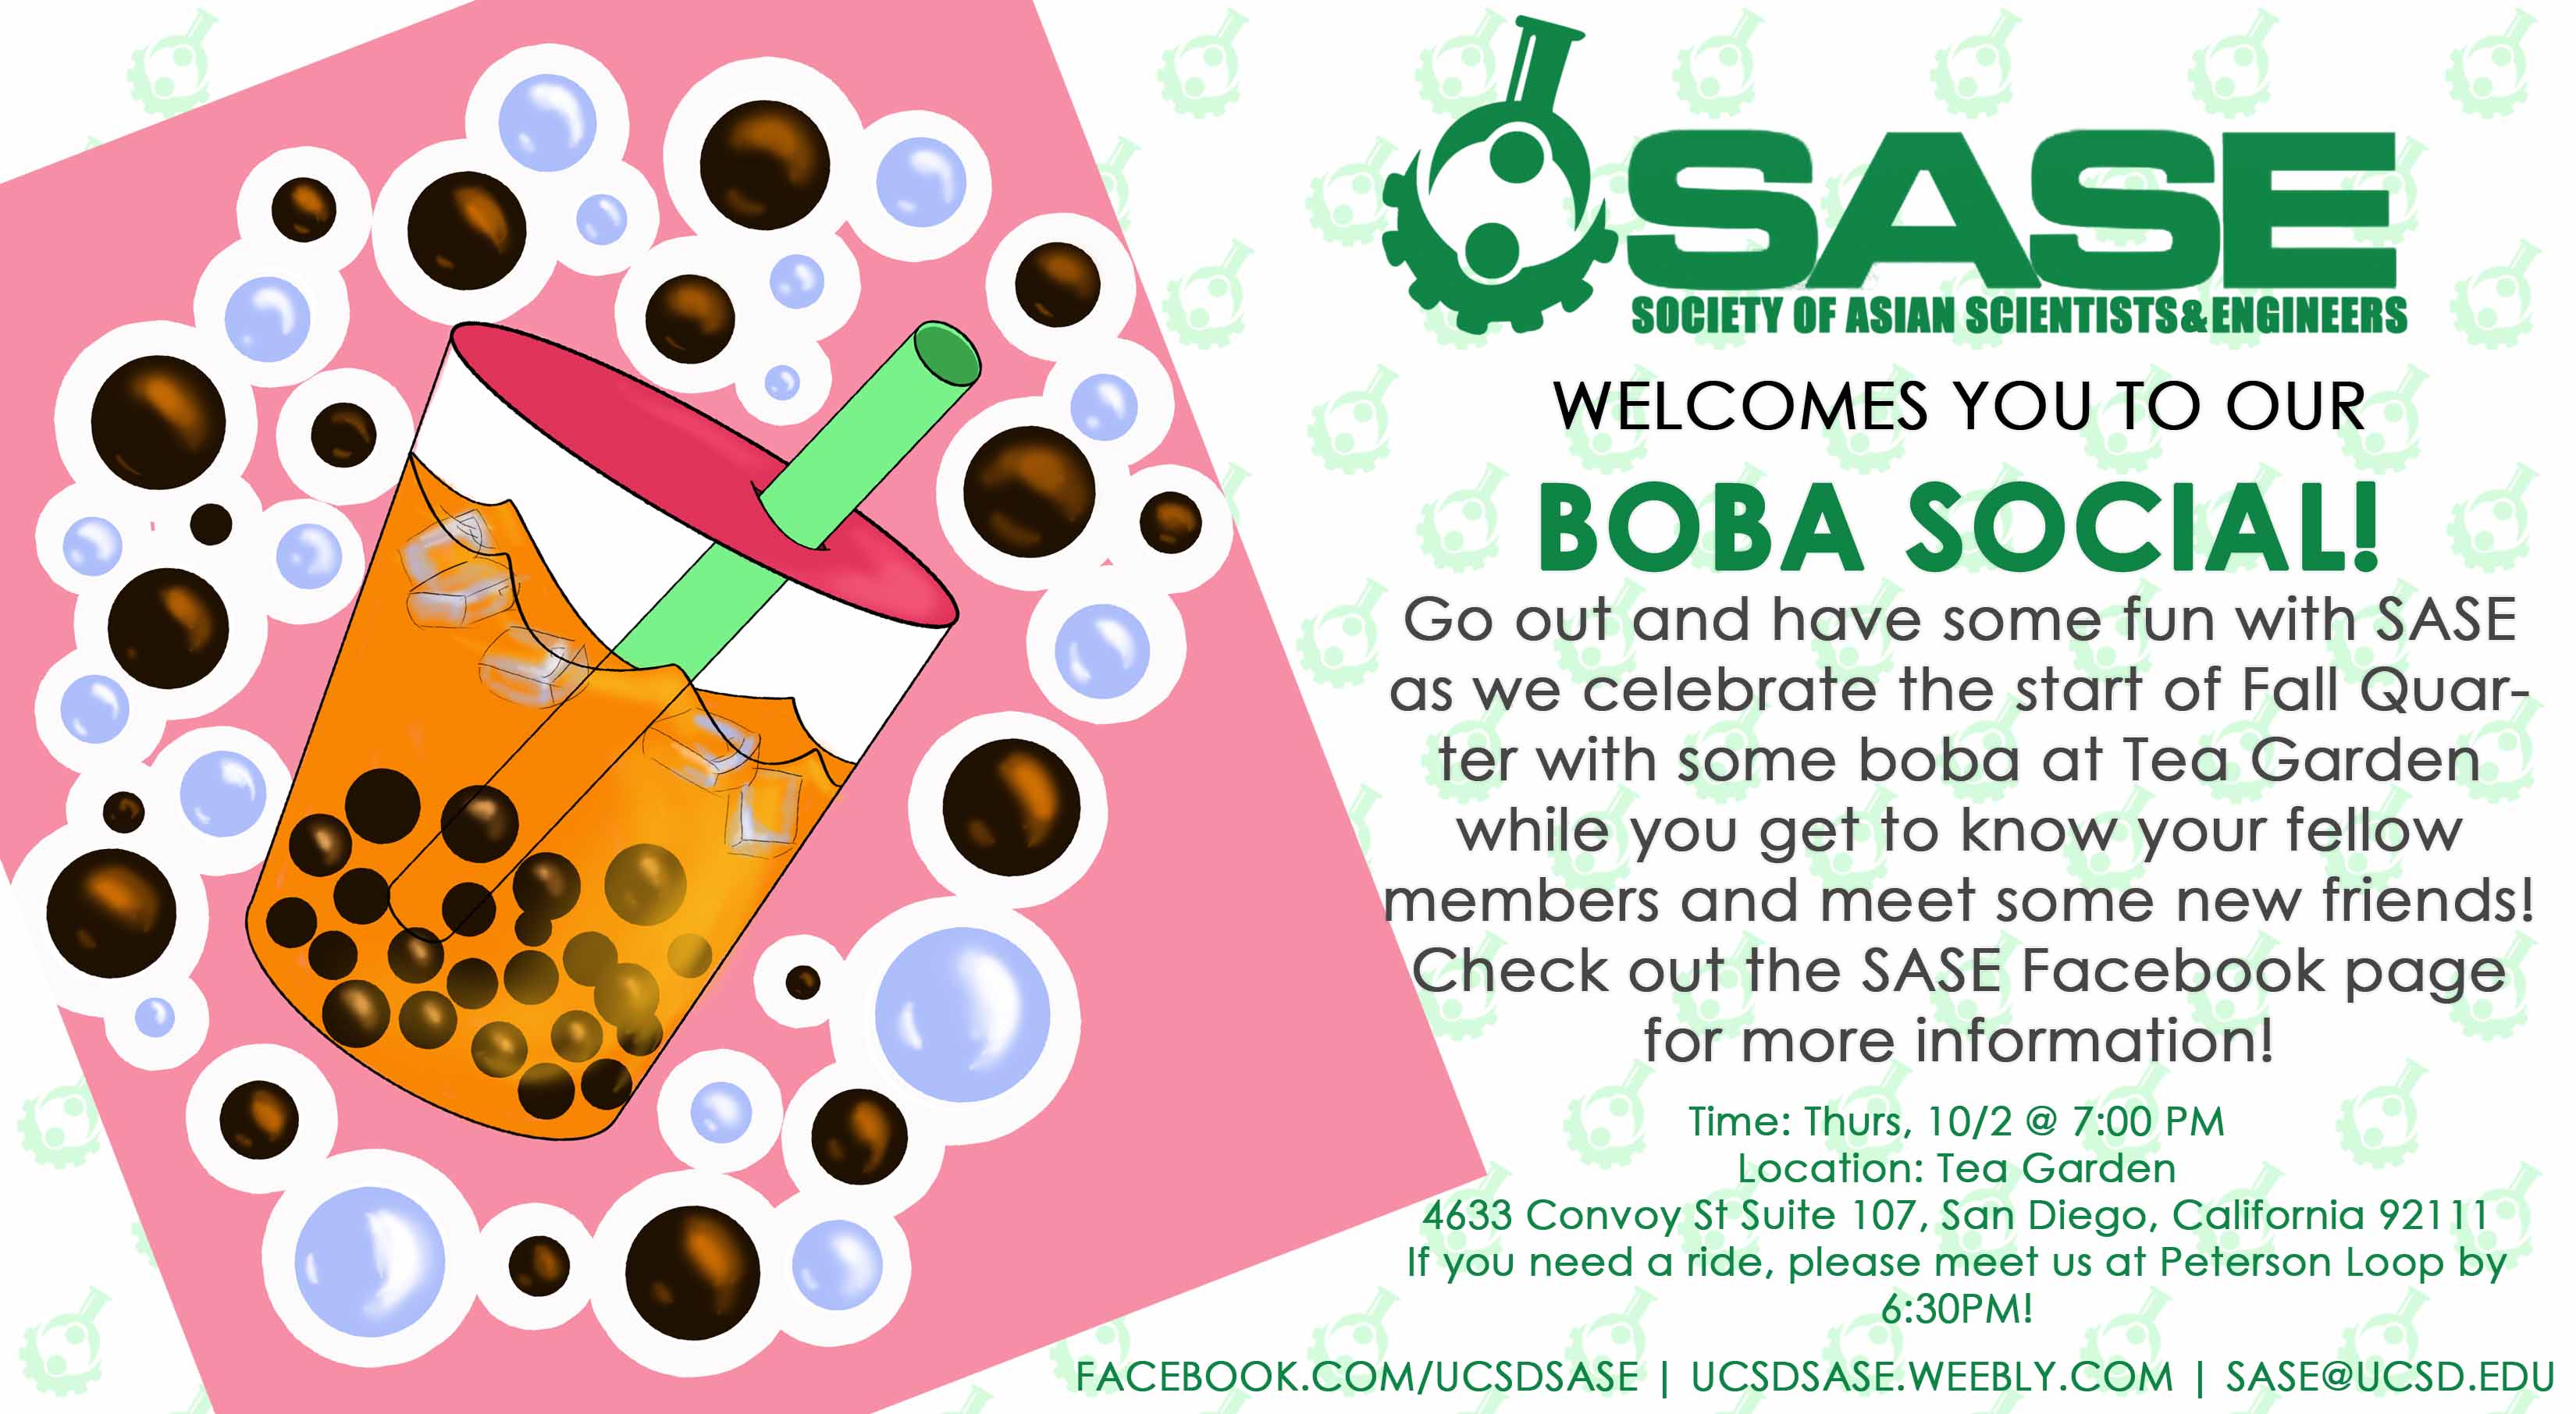 SASE
SOCIETY OF ASIAN SCIENTISTS&ENGINEERS
WELCOMES YOU TO OUR
BOBA SOCIAL!
Go out and have some fun with SASE
as we celebrate the start of Fall Quar-
ter with some boba at Tea Garden
while you get to know your fellow
members and meet some new friends!
Check out the SASE Facebook page
for more information!
Time: Thurs, 10/2 @ 7:00 PM
Location: Tea Garden
4633 Convoy St Suite 107, San Diego, California 92111
If you need a ride, please meet us at Peterson Loop by
6:30PM!
FACEBOOK.COM/UCSDSASE | UCSDSASE.WEEBLY.COM | SASE@UCSD.EDU